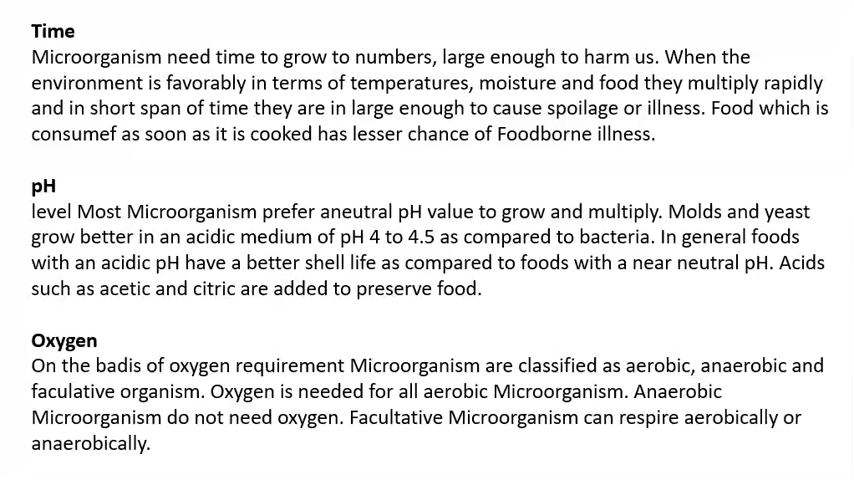 Time
Microorganism need time to grow to numbers, large enough to harm us. When the
environment is favorably in terms of temperatures, moisture and food they multiply rapidly
and in short span of time they are in large enough to cause spoilage or illness. Food which is
consumef as soon as it is cooked has lesser chance of Foodborne illness.
pH
level Most Microorganism prefer aneutral pH value to grow and multiply. Molds and yeast
grow better in an acidic medium of pH 4 to 4.5 as compared to bacteria. In general foods
with an acidic pH have a better shell life as compared to foods with a near neutral pH. Acids
such as acetic and citric are added to preserve food.
Oxygen
On the badis of oxygen requirement Microorganism are classified as aerobic, anaerobic and
faculative organism. Oxygen is needed for all aerobic Microorganism. Anaerobic
Microorganism do not need oxygen. Facultative Microorganism can respire aerobically or
anaerobically.